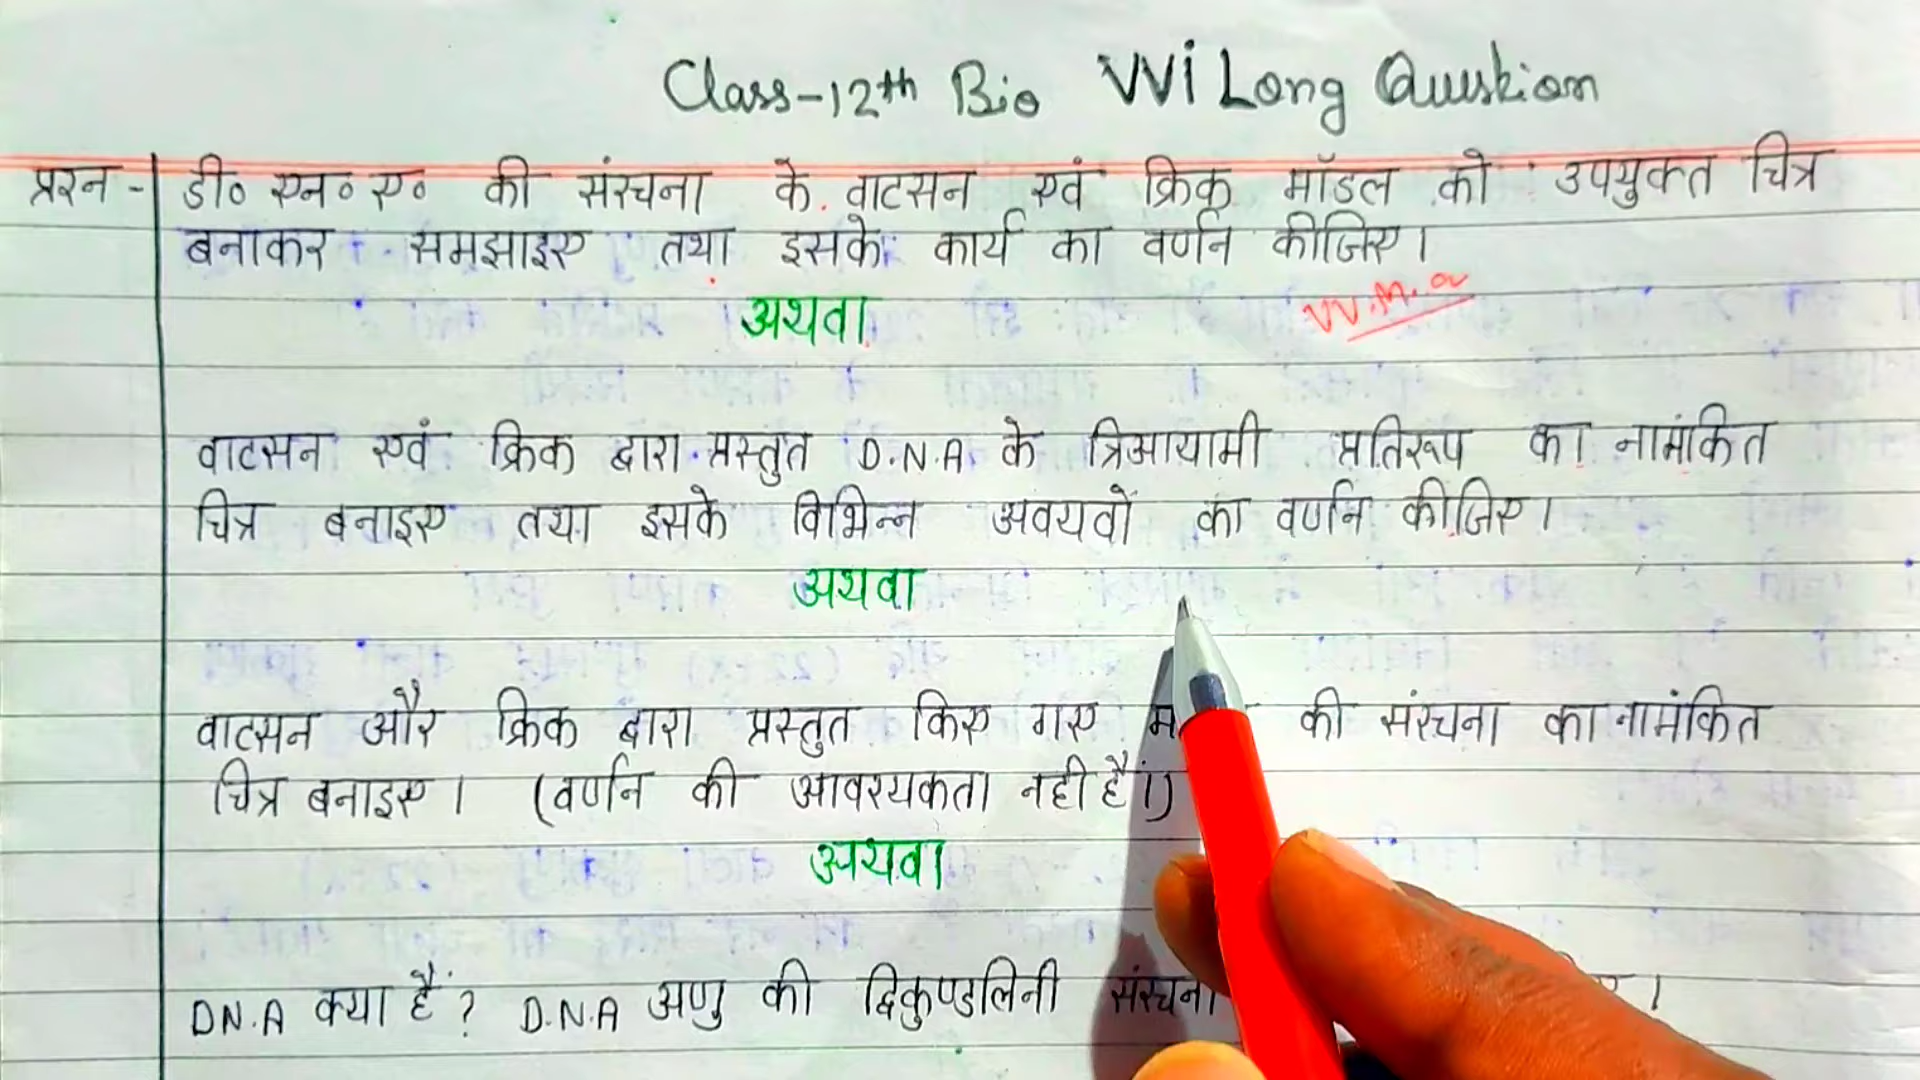 Class-12th Bio VVi Long Question
प्रश्न - डी० एन० ए० की संरचना के वाटसन एवं क्रिक मॉडल को उपयुक्त चित्र
बनाकर समझाइए तथा इसके कार्य का वर्णन कीजिए।
VV.M.
अथवा
वाटसन एवं क्रिक द्वारा प्रस्तुत D.N.A के त्रिआयामी प्रतिरूप का नामंकित
चित्र बनाइए तथा इसके विभिन्न अवयवों का वर्णन कीजिए।
अथवा
वाटसन और क्रिक द्वारा प्रस्तुत किए गए की संरचना का नामंकित
चित्र बनाइए। (वर्णन की आवश्यकता नही हैं।)
अथवा
DN.A क्या हैं? D.N.A अणु की द्विकुण्डलिनी संरचना